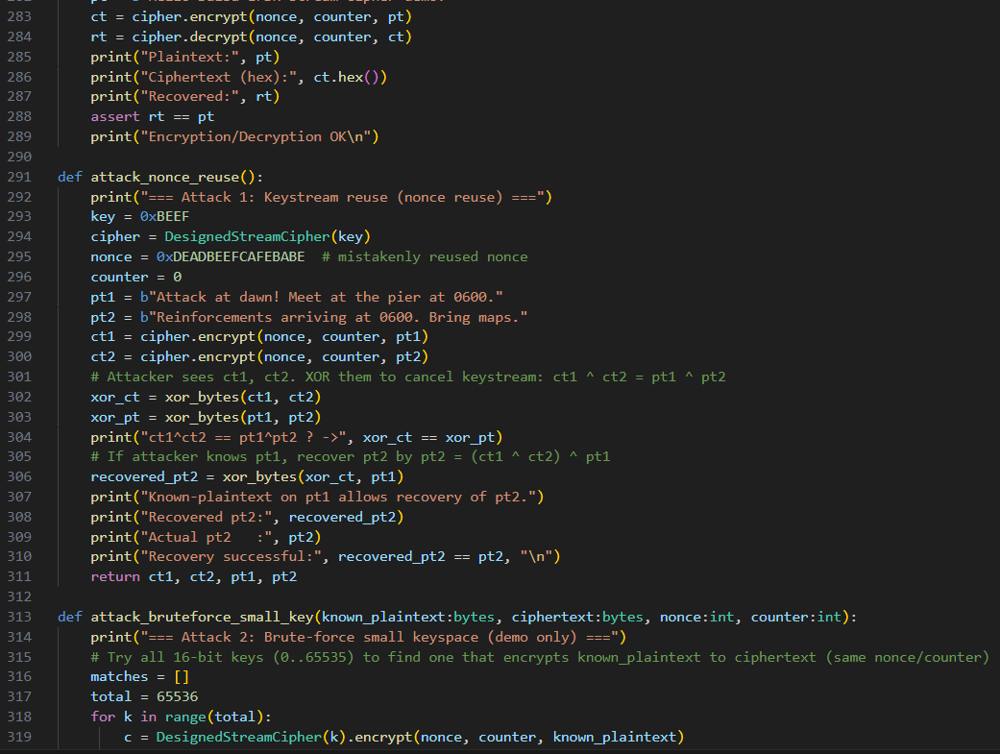 283 ct = cipher.encrypt(nonce, counter, pt)
284 rt = cipher.decrypt(nonce, counter, ct)
285 print("Plaintext:", pt)
286 print("Ciphertext (hex):", ct.hex())
287 print("Recovered:", rt)
288 assert rt == pt
289 print("Encryption/Decryption OK\n")
290
291 def attack_nonce_reuse():
292 print("=== Attack 1: Keystream reuse (nonce reuse) ===")
293 key = 0xBEEF
294 cipher = DesignedStreamCipher(key)
295 nonce = 0xDEADBEEFCAFEBABE  # mistakenly reused nonce
296 counter = 0
297 pt1 = b"Attack at dawn! Meet at the pier at 0600."
298 pt2 = b"Reinforcements arriving at 0600. Bring maps."
299 ct1 = cipher.encrypt(nonce, counter, pt1)
300 ct2 = cipher.encrypt(nonce, counter, pt2)
301 # Attacker sees ct1, ct2. XOR them to cancel keystream: ct1 ^ ct2 = pt1 ^ pt2
302 xor_ct = xor_bytes(ct1, ct2)
303 xor_pt = xor_bytes(pt1, pt2)
304 print("ct1^ct2 == pt1^pt2 ? ->", xor_ct == xor_pt)
305 # If attacker knows pt1, recover pt2 by pt2 = (ct1 ^ ct2) ^ pt1
306 recovered_pt2 = xor_bytes(xor_ct, pt1)
307 print("Known-plaintext on pt1 allows recovery of pt2.")
308 print("Recovered pt2:", recovered_pt2)
309 print("Actual pt2   :", pt2)
310 print("Recovery successful:", recovered_pt2 == pt2, "\n")
311 return ct1, ct2, pt1, pt2
312
313 def attack_bruteforce_small_key(known_plaintext:bytes, ciphertext:bytes, nonce:int, counter:int):
314 print("=== Attack 2: Brute-force small keyspace (demo only) ===")
315 # Try all 16-bit keys (0..65535) to find one that encrypts known_plaintext to ciphertext (same nonce/counter)
316 matches = []
317 total = 65536
318 for k in range(total):
319 c = DesignedStreamCipher(k).encrypt(nonce, counter, known_plaintext)